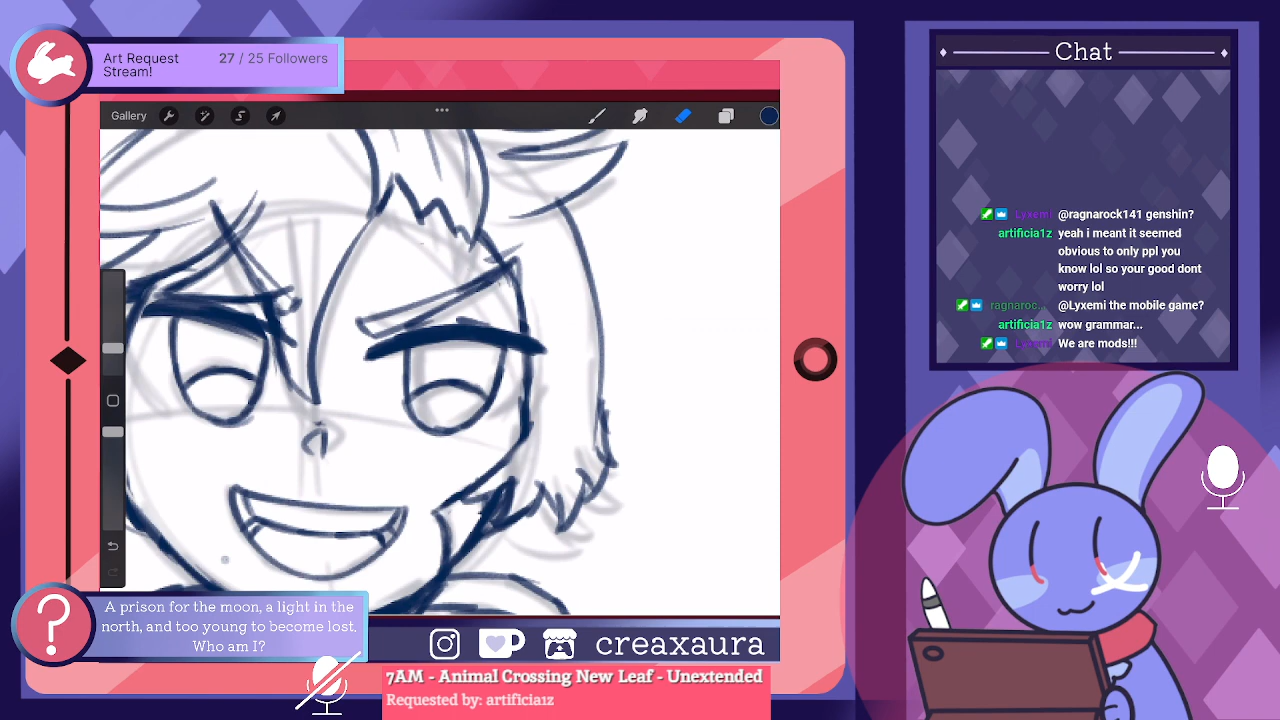 Art Request
Stream!
27 / 25 Followers
Gallery
Chat
Lyxemi @ragnarock141 genshin?
artificia1z yeah i meant it seemed
obvious to only ppl you
know lol so your good dont
worry lol
ragnaroc... @Lyxemi the mobile game?
artificia1z wow grammar...
Lyxemi We are mods!!!
A prison for the moon, a light in the
north, and too young to become lost.
Who am I?
creaxaura
7AM - Animal Crossing New Leaf - Unextended
Requested by: artificia1z